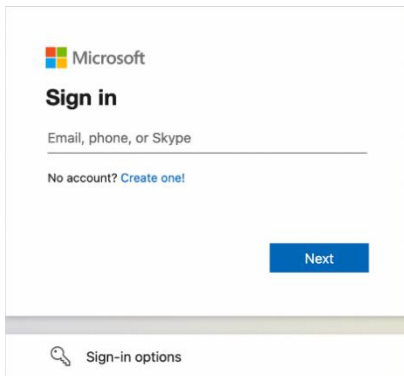 Microsoft
Sign in
Email, phone, or Skype
No account? Create one!
Next
Sign-in options